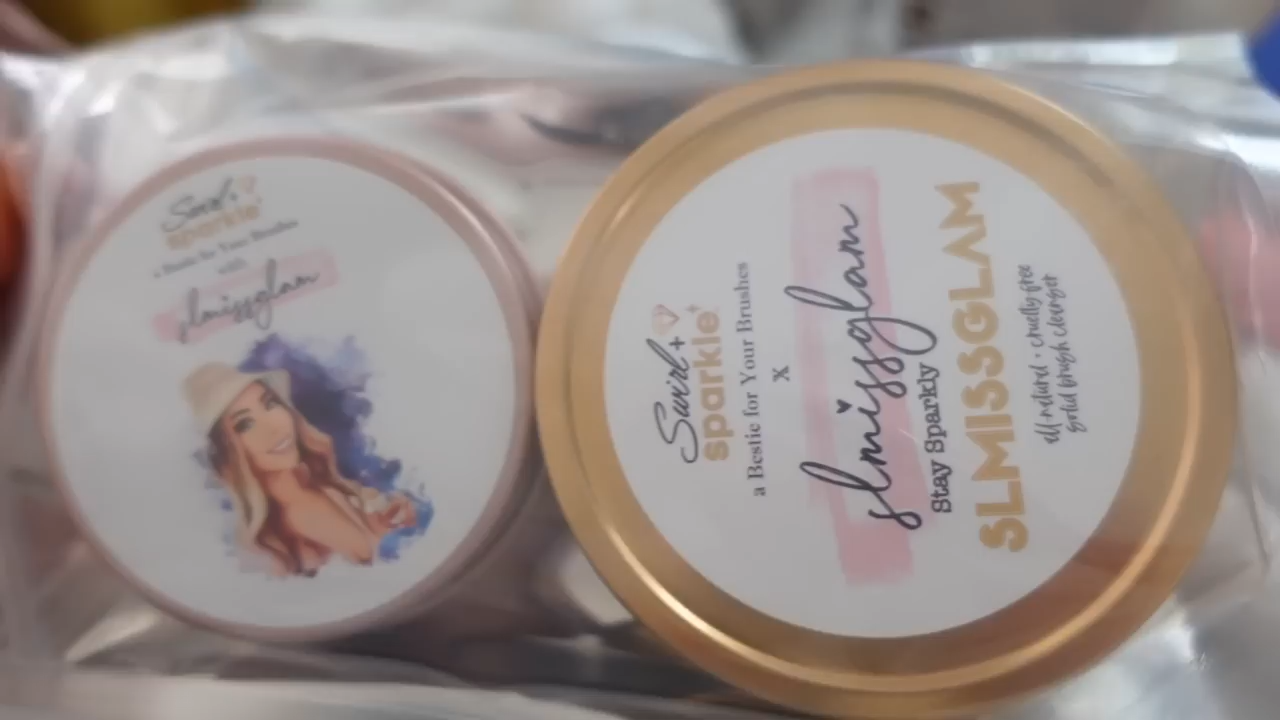 Swirl +
sparkle+
a Bestie for Your Brushes
with
slmissglam
Swirl +
sparkle+
a Bestie for Your Brushes
X
slmissglam
Stay Sparkly
SLMISSGLAM
all-natural + cruelty-free
solid brush cleanser